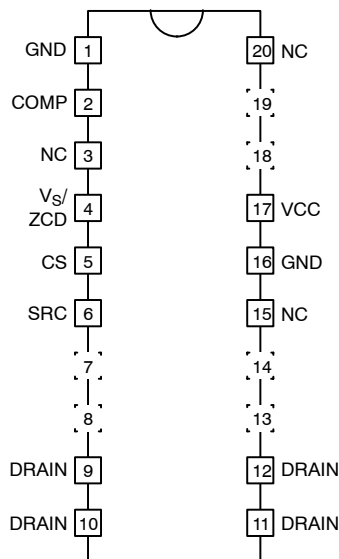 GND 1 20 NC
COMP 2 19
NC 3 18
V_S/
ZCD 4 17 VCC
CS 5 16 GND
SRC 6 15 NC
7 14
8 13
DRAIN 9 12 DRAIN
DRAIN 10 11 DRAIN